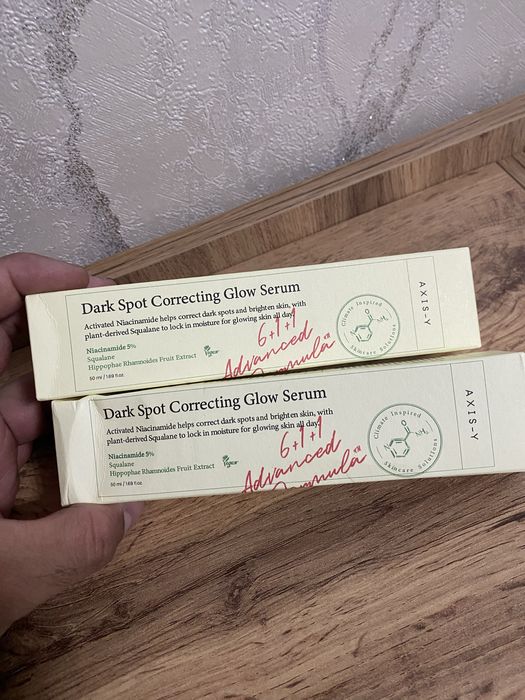 Dark Spot Correcting Glow Serum
Activated Niacinamide helps correct dark spots and brighten skin, with
plant-derived Squalane to lock in moisture for glowing skin all day.
Niacinamide 5%
Squalane
Hippophae Rhamnoides Fruit Extract
Vegan
50 ml / 1.69 fl.oz.
6+1+1
Advanced
Formula™
Climate Inspired
Skincare Solutions
AXIS-Y
Dark Spot Correcting Glow Serum
Activated Niacinamide helps correct dark spots and brighten skin, with
plant-derived Squalane to lock in moisture for glowing skin all day.
Niacinamide 5%
Squalane
Hippophae Rhamnoides Fruit Extract
Vegan
50 ml / 1.69 fl.oz.
6+1+1
Advanced
Formula™
Climate Inspired
N
NH₂
Skincare Solutions
AXIS-Y